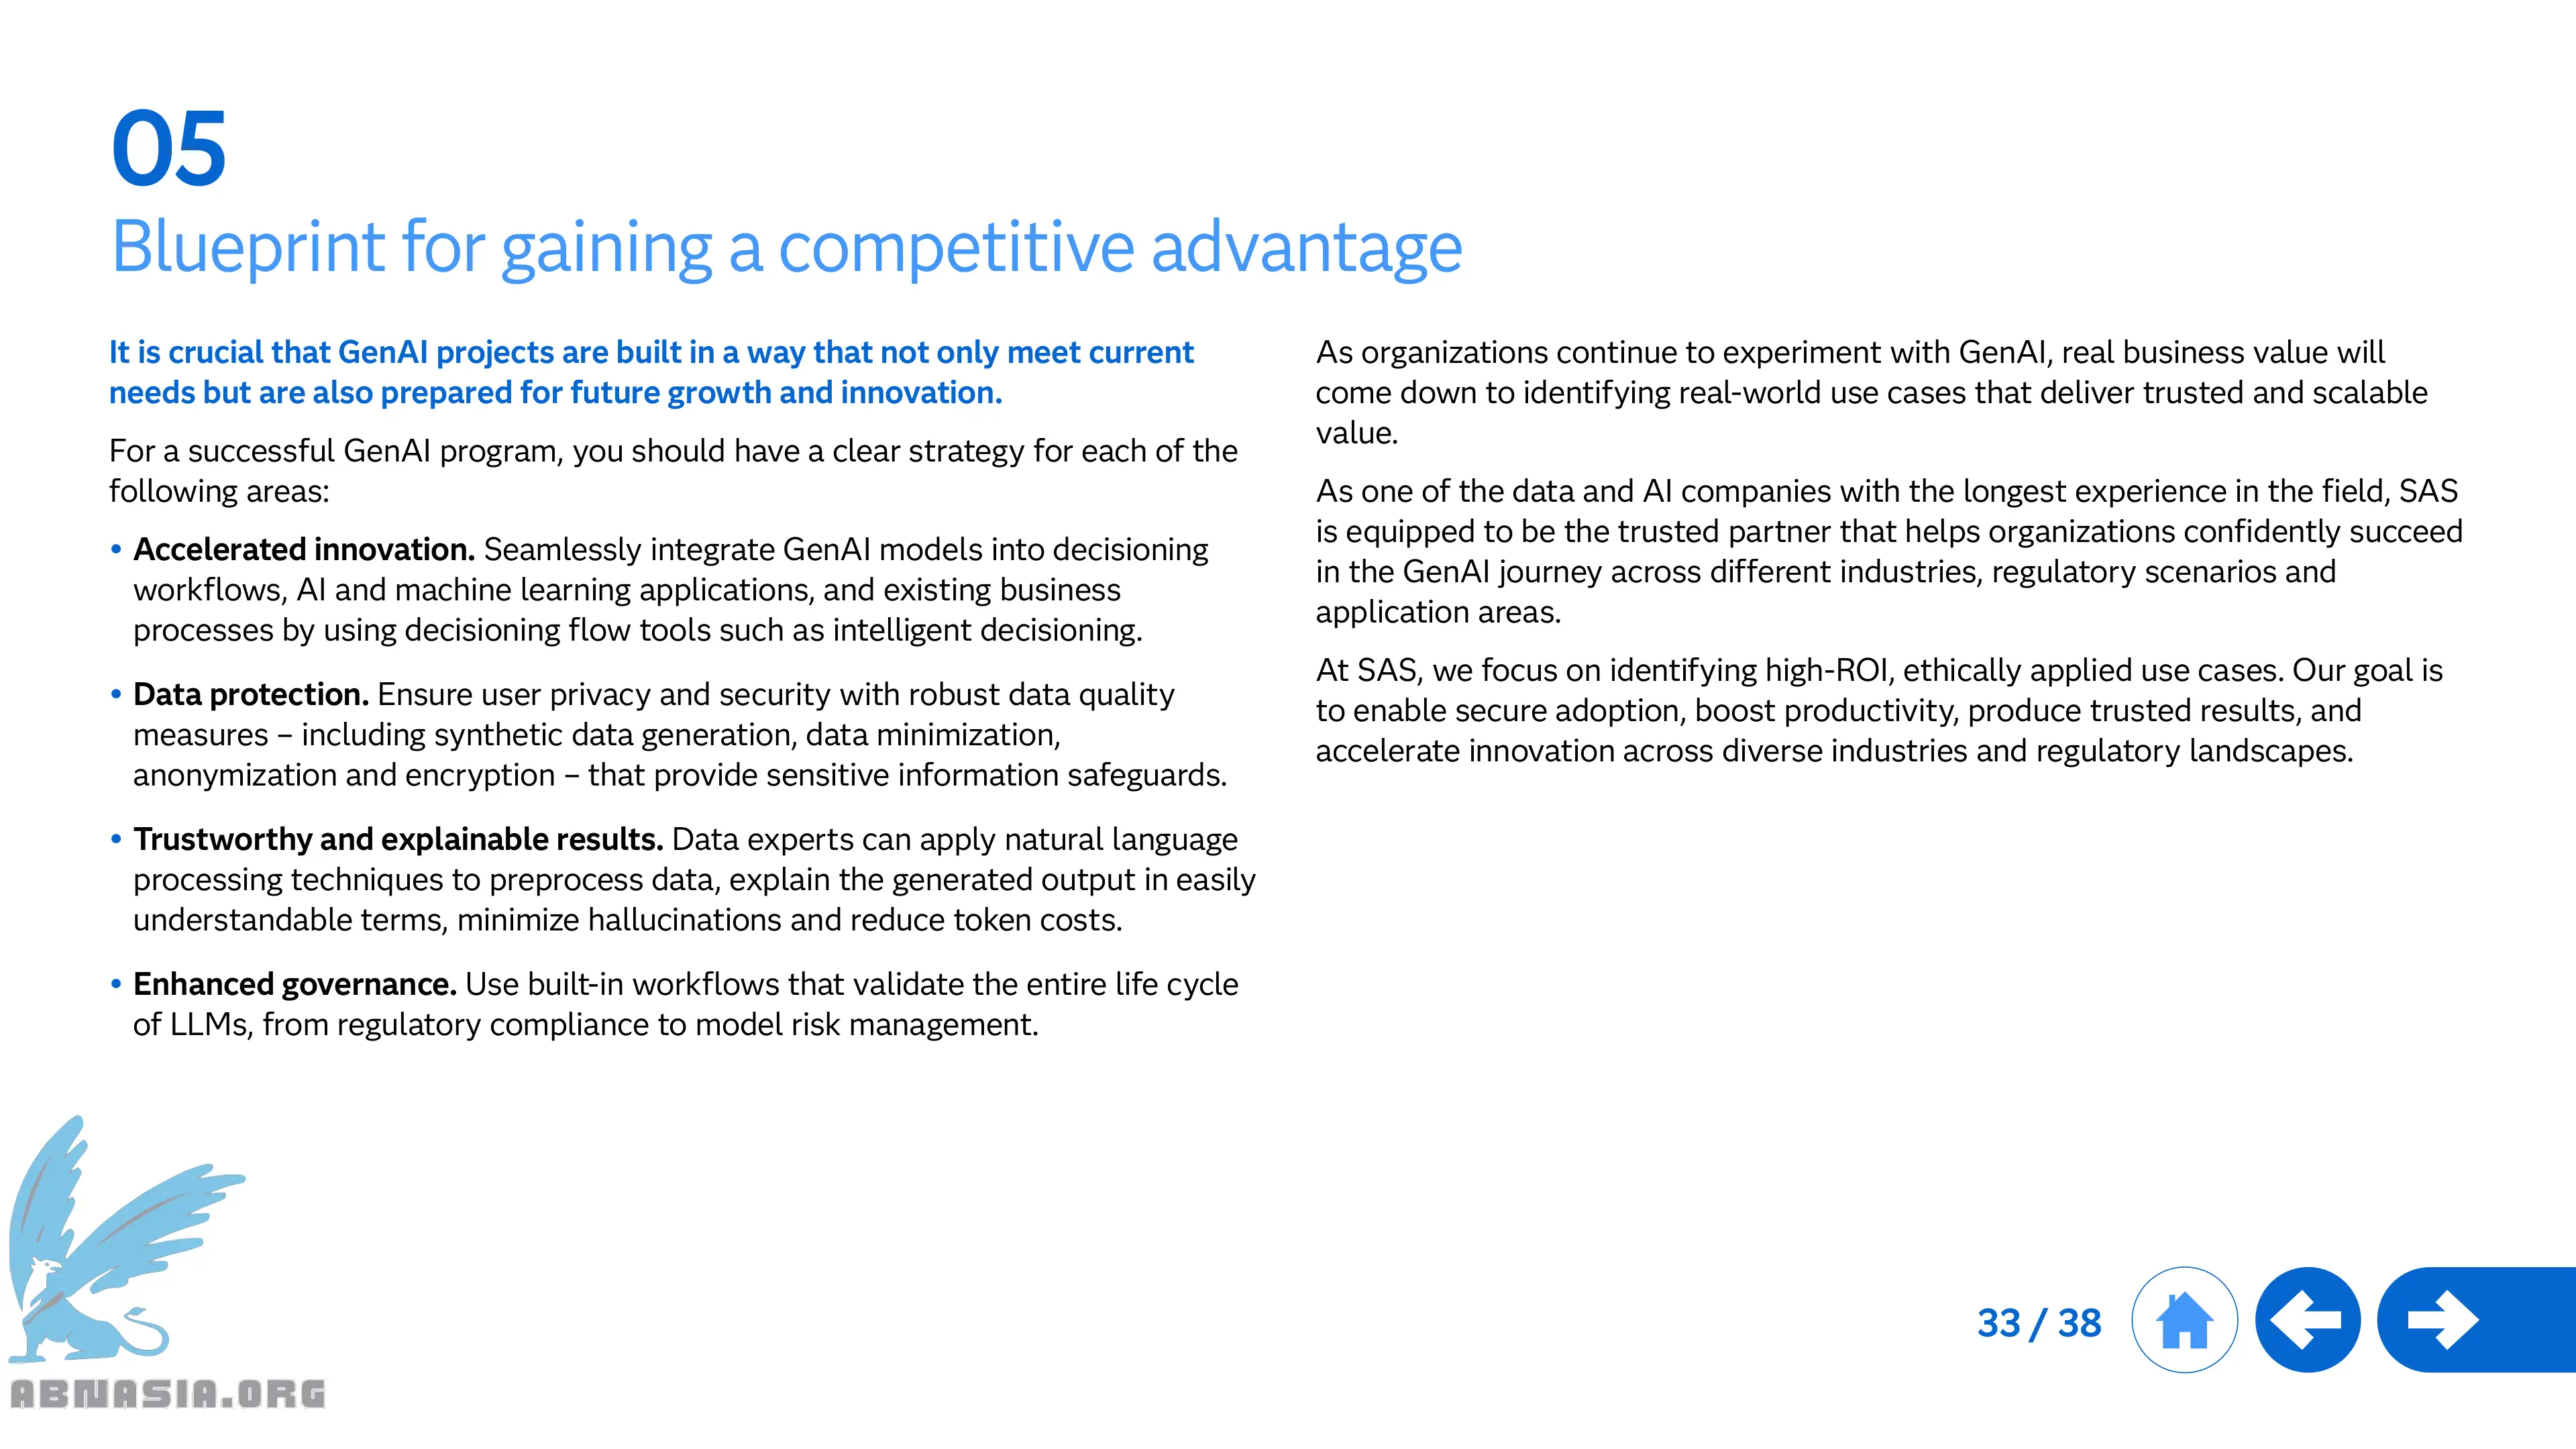 05
Blueprint for gaining a competitive advantage
It is crucial that GenAI projects are built in a way that not only meet current
needs but are also prepared for future growth and innovation.
For a successful GenAI program, you should have a clear strategy for each of the
following areas:
• Accelerated innovation. Seamlessly integrate GenAI models into decisioning
workflows, AI and machine learning applications, and existing business
processes by using decisioning flow tools such as intelligent decisioning.
• Data protection. Ensure user privacy and security with robust data quality
measures – including synthetic data generation, data minimization,
anonymization and encryption – that provide sensitive information safeguards.
• Trustworthy and explainable results. Data experts can apply natural language
processing techniques to preprocess data, explain the generated output in easily
understandable terms, minimize hallucinations and reduce token costs.
• Enhanced governance. Use built-in workflows that validate the entire life cycle
of LLMs, from regulatory compliance to model risk management.
As organizations continue to experiment with GenAI, real business value will
come down to identifying real-world use cases that deliver trusted and scalable
value.
As one of the data and AI companies with the longest experience in the field, SAS
is equipped to be the trusted partner that helps organizations confidently succeed
in the GenAI journey across different industries, regulatory scenarios and
application areas.
At SAS, we focus on identifying high-ROI, ethically applied use cases. Our goal is
to enable secure adoption, boost productivity, produce trusted results, and
accelerate innovation across diverse industries and regulatory landscapes.
ABNASIA.ORG
33 / 38